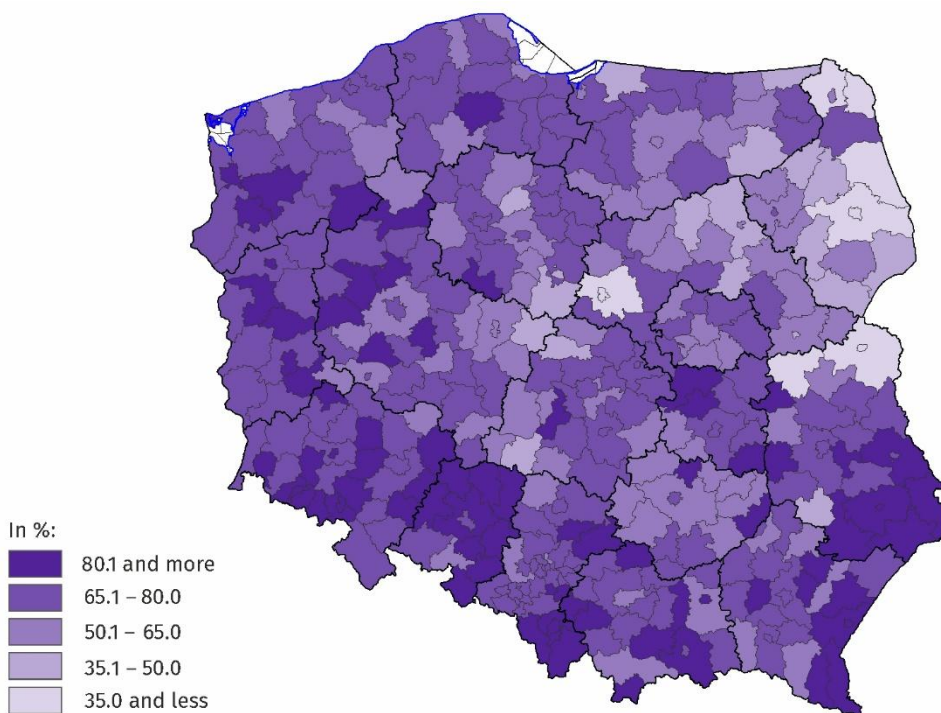 In %:
80.1 and more
65.1 – 80.0
50.1 – 65.0
35.1 – 50.0
35.0 and less